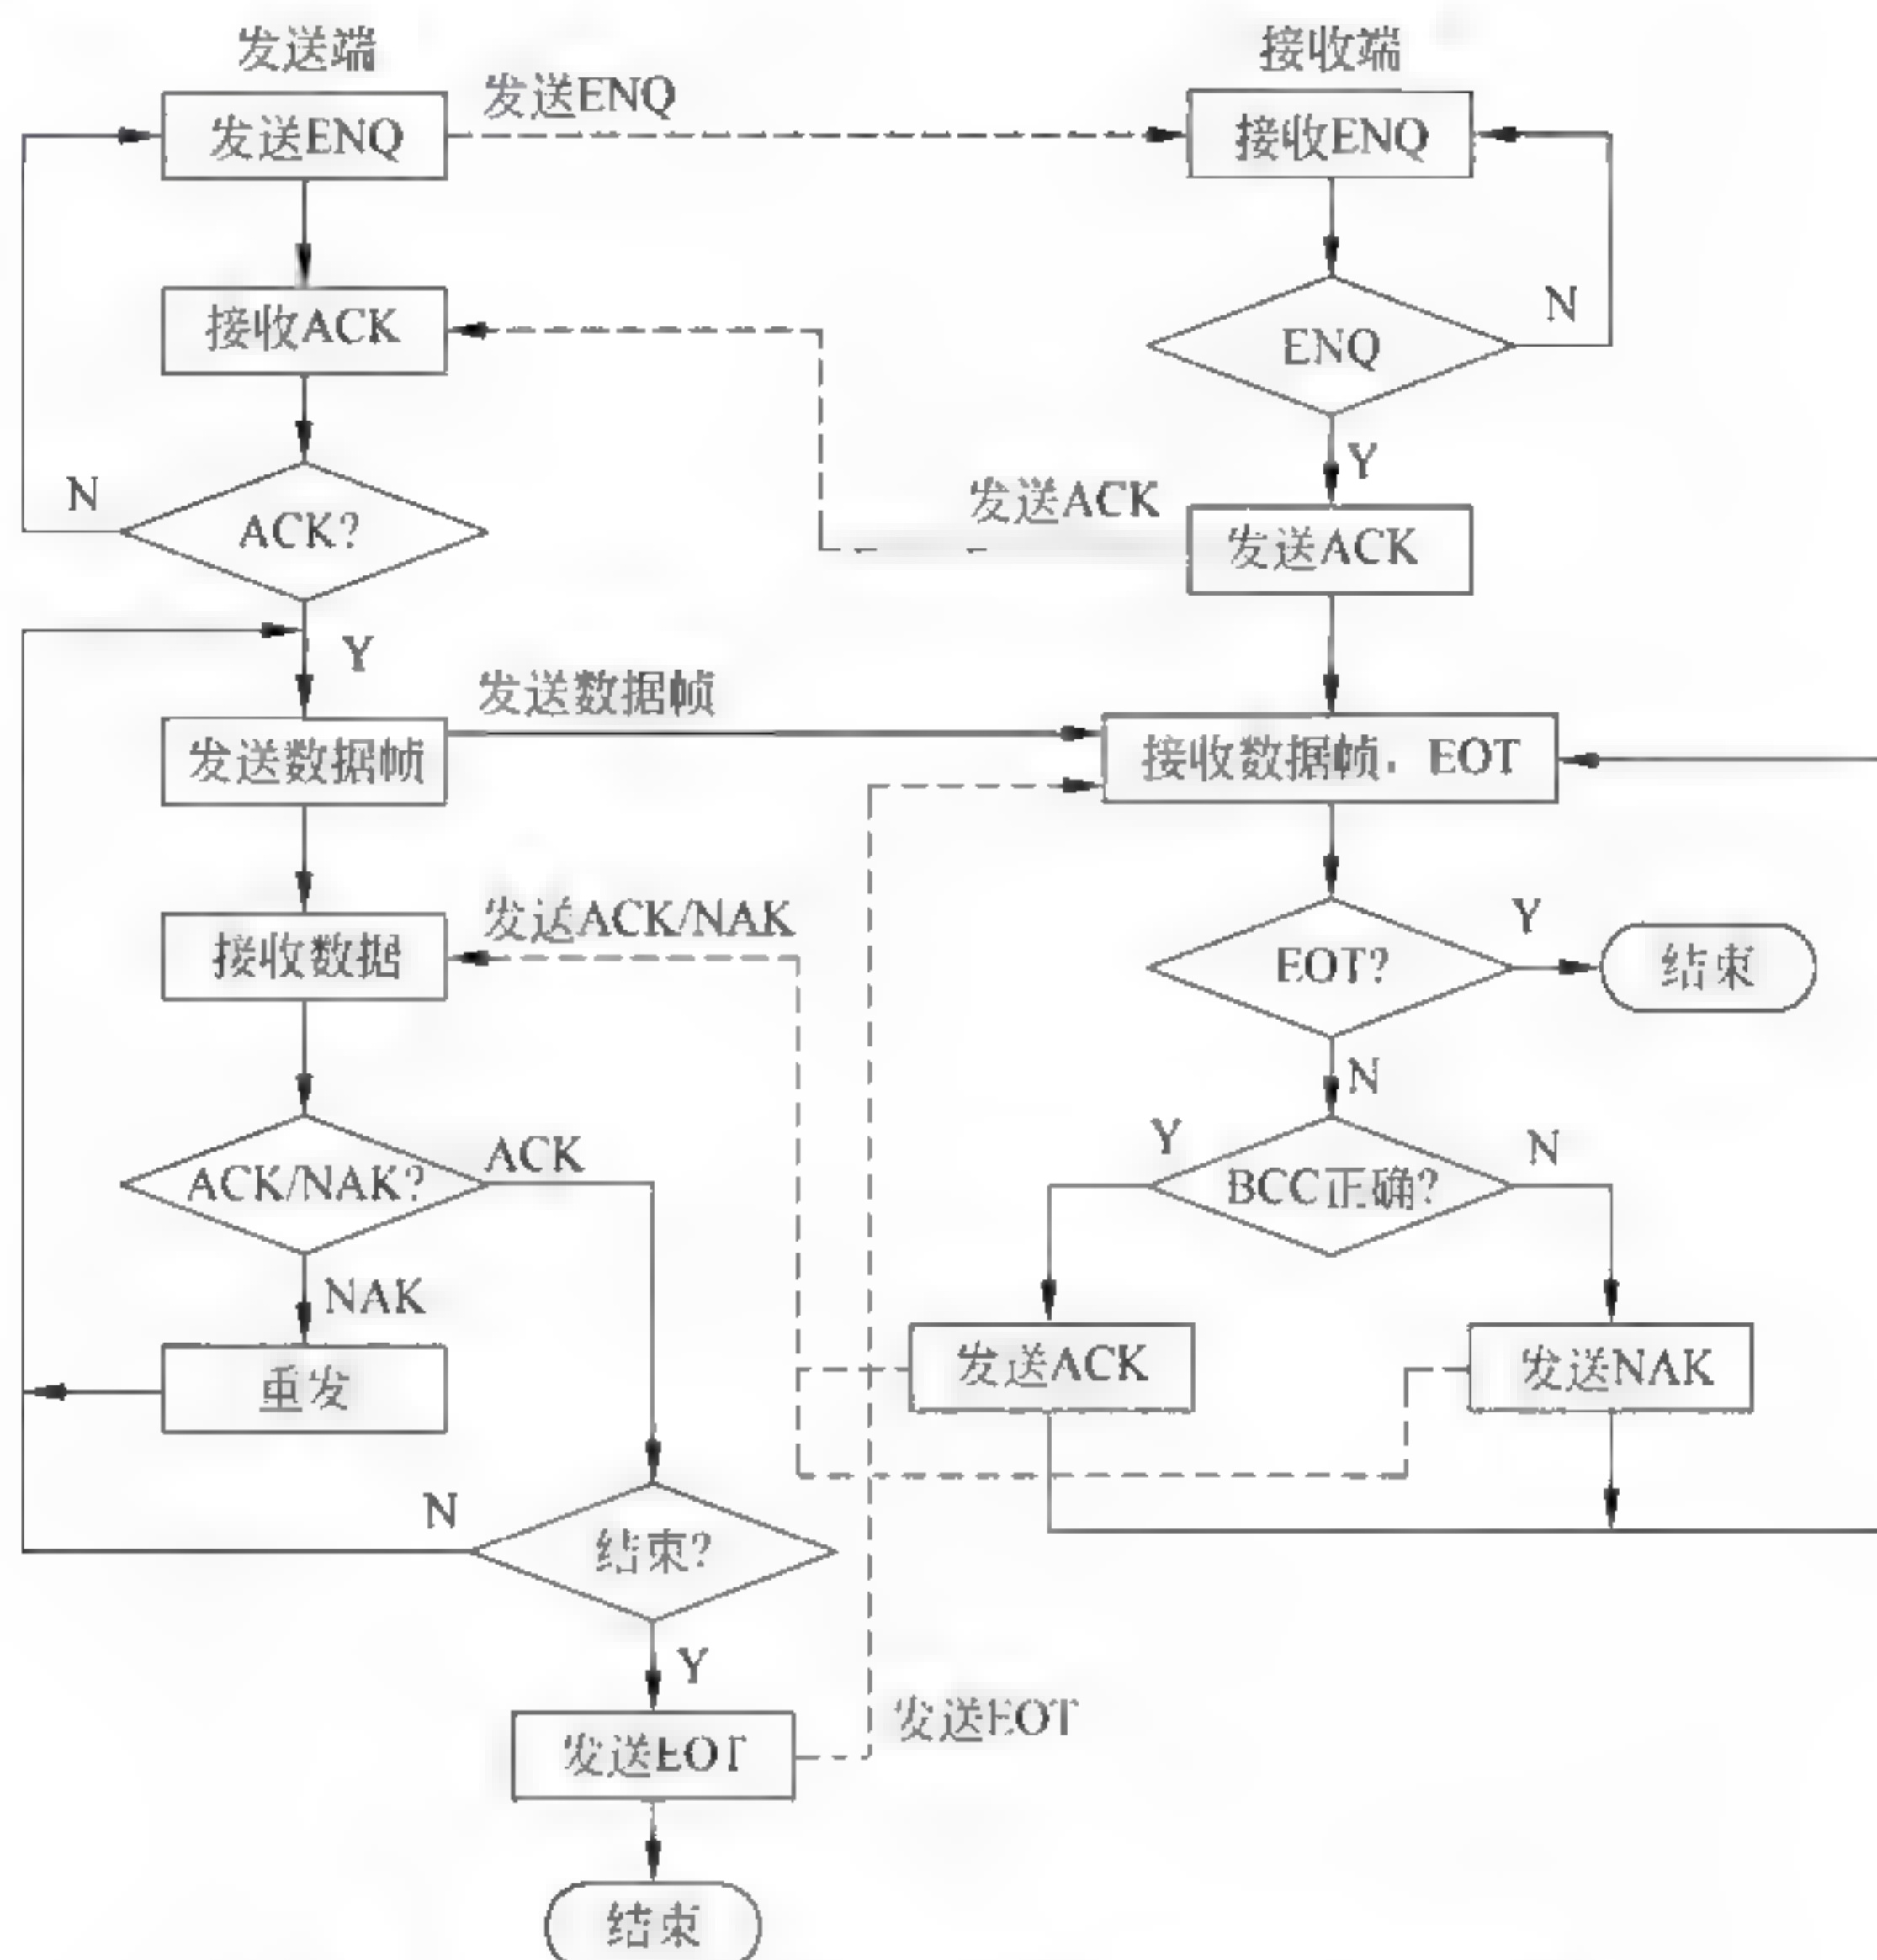 发送端
接收端
发送ENQ
发送ENQ
接收ENQ
接收ACK
ENQ
N
Y
N
ACK?
发送ACK
发送ACK
Y
发送数据帧
发送数据帧
接收数据帧，EOT
发送ACK/NAK
接收数据
EOT?
Y
结束
N
ACK/NAK?
ACK
Y
BCC正确?
N
NAK
重发
发送ACK
发送NAK
N
结束?
Y
发送EOT
发送EOT
结束